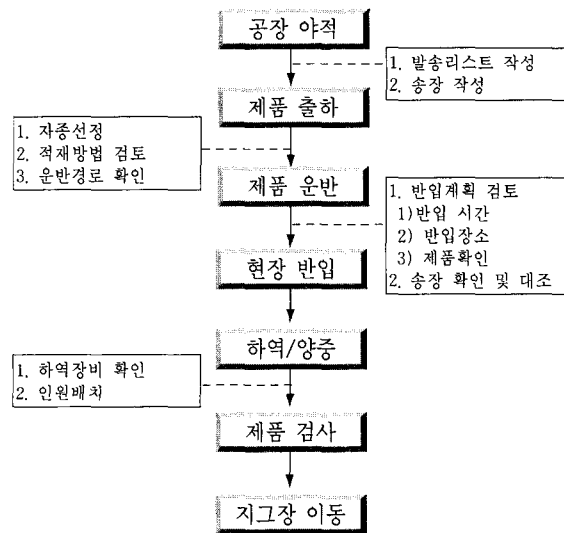 공장 야적
1. 발송리스트 작성
2. 송장 작성
제품 출하
1. 자종선정
2. 적재방법 검토
3. 운반경로 확인
제품 운반
1. 반입계획 검토
1)반입 시간
2) 반입장소
3) 제품확인
2. 송장 확인 및 대조
현장 반입
하역/양중
1. 하역장비 확인
2. 인원배치
제품 검사
지그장 이동